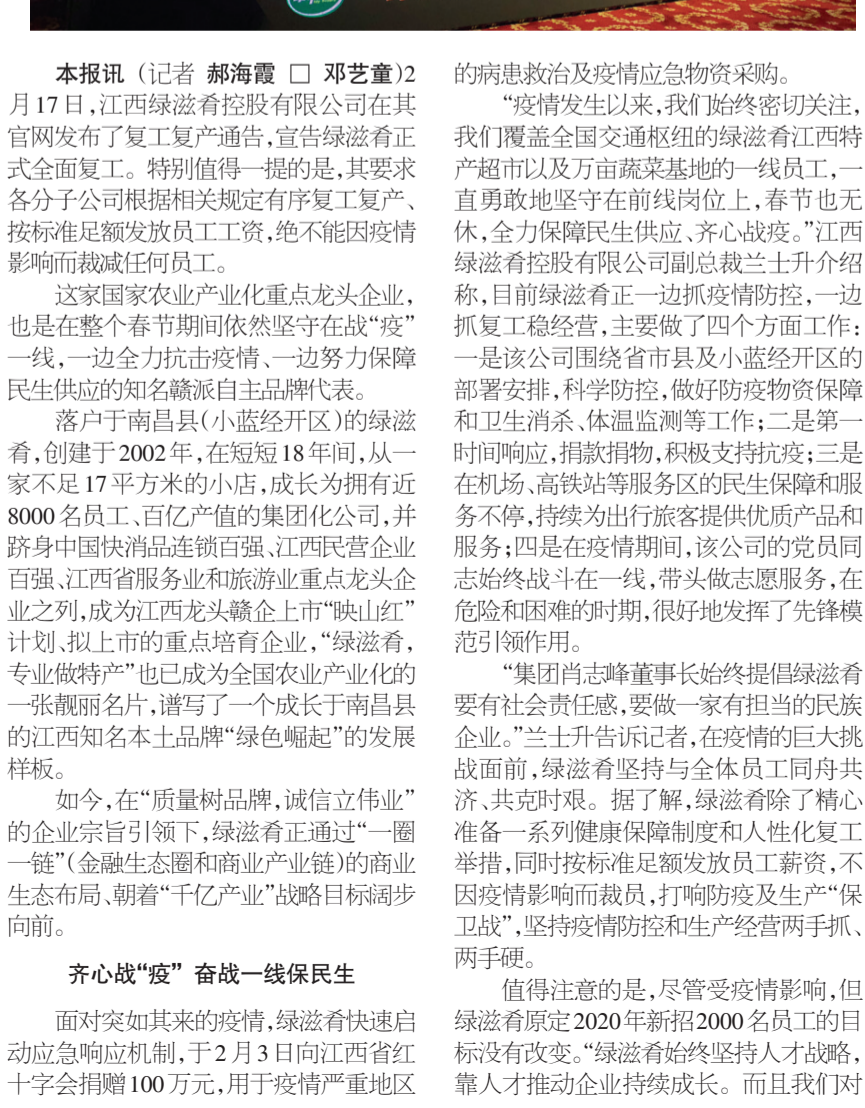 本报讯（记者 郝海霞 □ 邓艺童）2
月17日，江西绿滋肴控股有限公司在其
官网发布了复工复产通告，宣告绿滋肴正
式全面复工。特别值得一提的是，其要求
各分子公司根据相关规定有序复工复产、
按标准足额发放员工工资，绝不能因疫情
影响而裁减任何员工。
这家国家农业产业化重点龙头企业，
也是在整个春节期间依然坚守在战“疫”
一线，一边全力抗击疫情、一边努力保障
民生供应的知名赣派自主品牌代表。
落户于南昌县（小蓝经开区）的绿滋
肴，创建于2002年，在短短18年间，从一
家不足17平方米的小店，成长为拥有近
8000名员工、百亿产值的集团化公司，并
跻身中国快消品连锁百强、江西民营企业
百强、江西省服务业和旅游业重点龙头企
业之列，成为江西龙头赣企上市“映山红”
计划、拟上市的重点培育企业，“绿滋肴，
专业做特产”也已成为全国农业产业化的
一张靓丽名片，谱写了一个成长于南昌县
的江西知名本土品牌“绿色崛起”的发展
样板。
如今，在“质量树品牌，诚信立伟业”
的企业宗旨引领下，绿滋肴正通过“一圈
一链”（金融生态圈和商业产业链）的商业
生态布局、朝着“千亿产业”战略目标阔步
向前。
齐心战“疫” 奋战一线保民生
面对突如其来的疫情，绿滋肴快速启
动应急响应机制，于2月3日向江西省红
十字会捐赠100万元，用于疫情严重地区
的病患救治及疫情应急物资采购。
“疫情发生以来，我们始终密切关注，
我们覆盖全国交通枢纽的绿滋肴江西特
产超市以及万亩蔬菜基地的一线员工，一
直勇敢地坚守在前线岗位上，春节也无
休，全力保障民生供应、齐心战疫。”江西
绿滋肴控股有限公司副总裁兰士升介绍
称，目前绿滋肴正一边抓疫情防控，一边
抓复工稳经营，主要做了四个方面工作：
一是该公司围绕省市县及小蓝经开区的
部署安排，科学防控，做好防疫物资保障
和卫生消杀、体温监测等工作；二是第一
时间响应，捐款捐物，积极支持抗疫；三是
在机场、高铁站等服务区的民生保障和服
务不停，持续为出行旅客提供优质产品和
服务；四是在疫情期间，该公司的党员同
志始终战斗在一线，带头做志愿服务，在
危险和困难的时期，很好地发挥了先锋模
范引领作用。
“集团肖志峰董事长始终提倡绿滋肴
要有社会责任感，要做一家有担当的民族
企业。”兰士升告诉记者，在疫情的巨大挑
战面前，绿滋肴坚持与全体员工同舟共
济、共克时艰。据了解，绿滋肴除了精心
准备一系列健康保障制度和人性化复工
举措，同时按标准足额发放员工薪资，不
因疫情影响而裁员，打响防疫及生产“保
卫战”，坚持疫情防控和生产经营两手抓、
两手硬。
值得注意的是，尽管受疫情影响，但
绿滋肴原定2020年新招2000名员工的目
标没有改变。“绿滋肴始终坚持人才战略，
靠人才推动企业持续成长。而且我们对